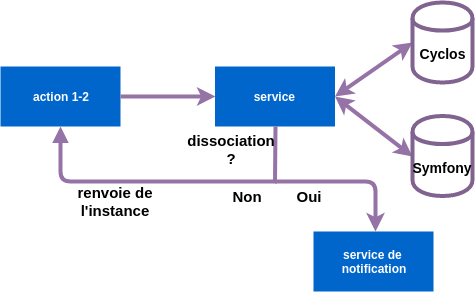 Cyclos
action 1-2
service
dissociation
?
Symfony
renvoie de
l'instance
Non
Oui
service de
notification